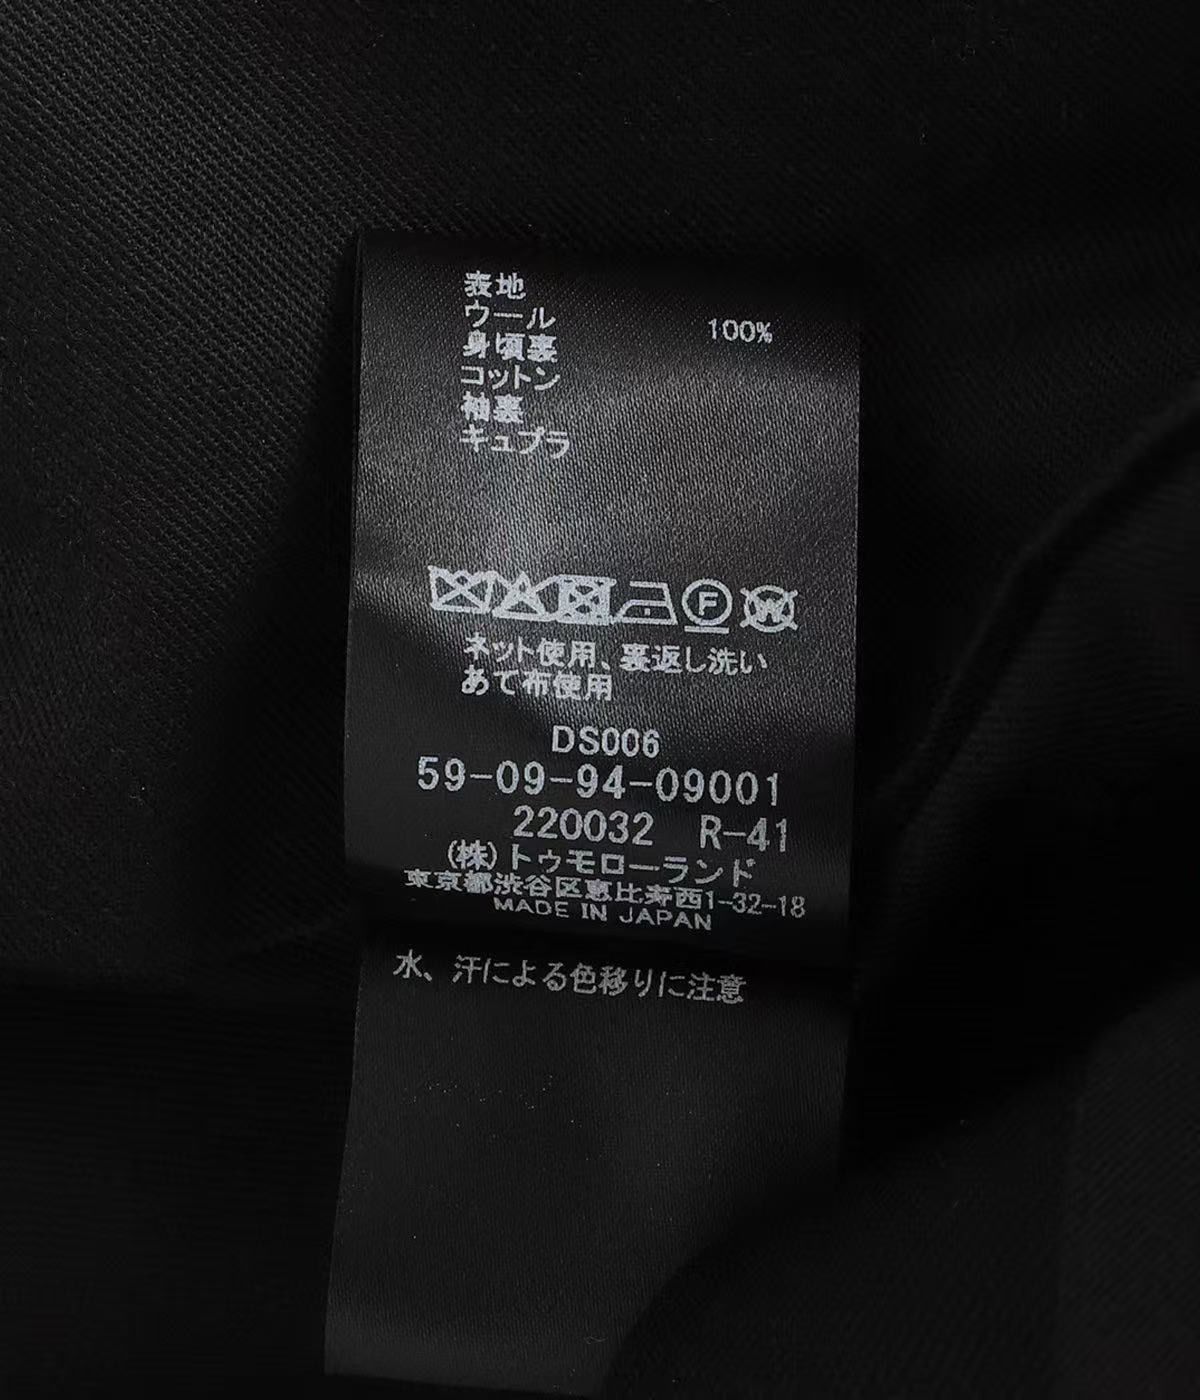 表地
ウール 100%
身頃裏
コットン
袖裏
キュプラ
F W
ネット使用、裏返し洗い
あて布使用
DS006
59-09-94-09001
220032 R-41
(株)トゥモローランド
東京都渋谷区恵比寿西1-32-18
MADE IN JAPAN
水、汗による色移りに注意